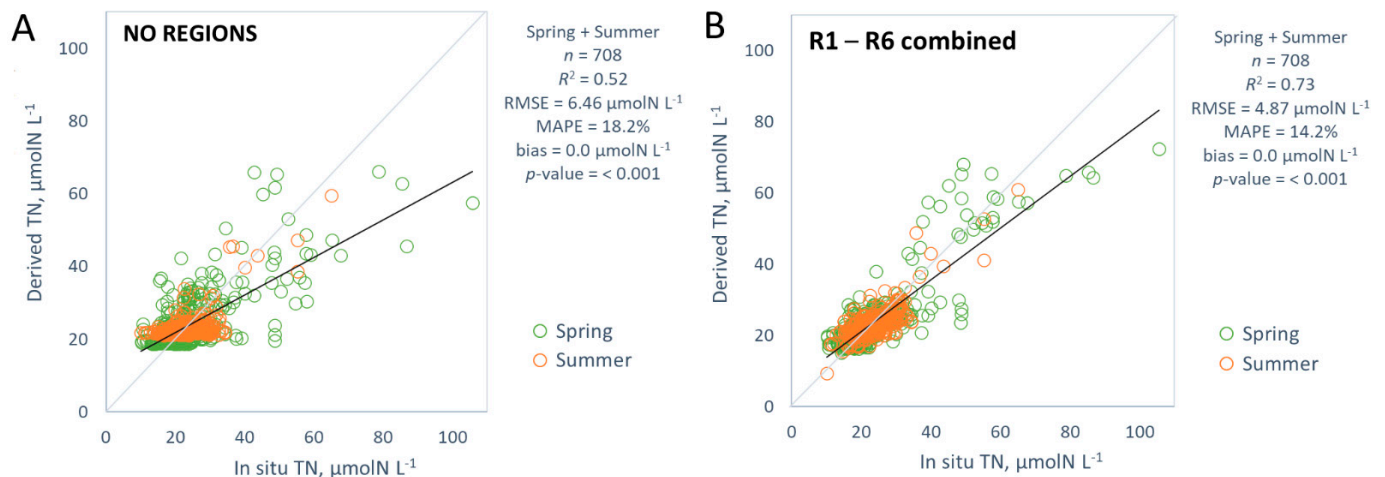 A
NO REGIONS
Spring + Summer
n = 708
R² = 0.52
RMSE = 6.46 µmolN L⁻¹
MAPE = 18.2%
bias = 0.0 µmolN L⁻¹
p-value = < 0.001
Derived TN, µmolN L⁻¹
100
80
60
40
20
0
0 20 40 60 80 100
In situ TN, µmolN L⁻¹
Spring
Summer
B
R1 – R6 combined
Spring + Summer
n = 708
R² = 0.73
RMSE = 4.87 µmolN L⁻¹
MAPE = 14.2%
bias = 0.0 µmolN L⁻¹
p-value = < 0.001
Derived TN, µmolN L⁻¹
100
80
60
40
20
0
0 20 40 60 80 100
In situ TN, µmolN L⁻¹
Spring
Summer